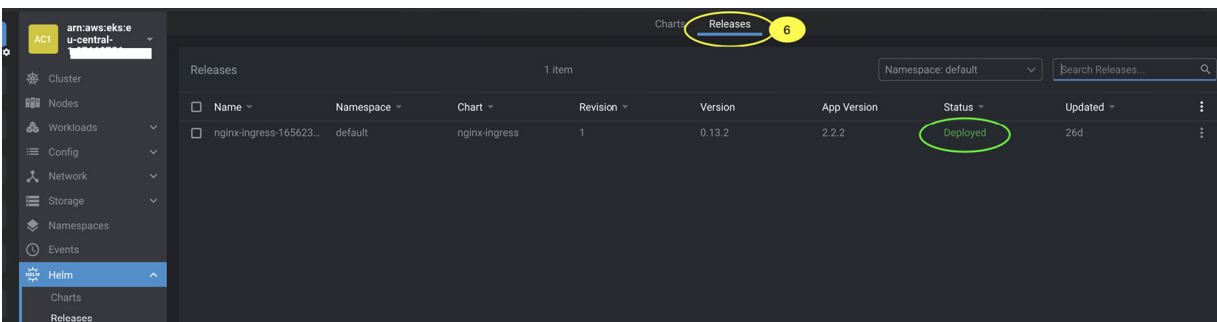 AC1
arn:aws:eks:e
u-central-
Cluster
Nodes
Workloads
Config
Network
Storage
Namespaces
Events
HELM
Helm
Charts
Releases
Charts
Releases
6
Releases
1 item
Namespace: default
Search Releases...
Name
Namespace
Chart
Revision
Version
App Version
Status
Updated
nginx-ingress-165623...
default
nginx-ingress
1
0.13.2
2.2.2
Deployed
26d